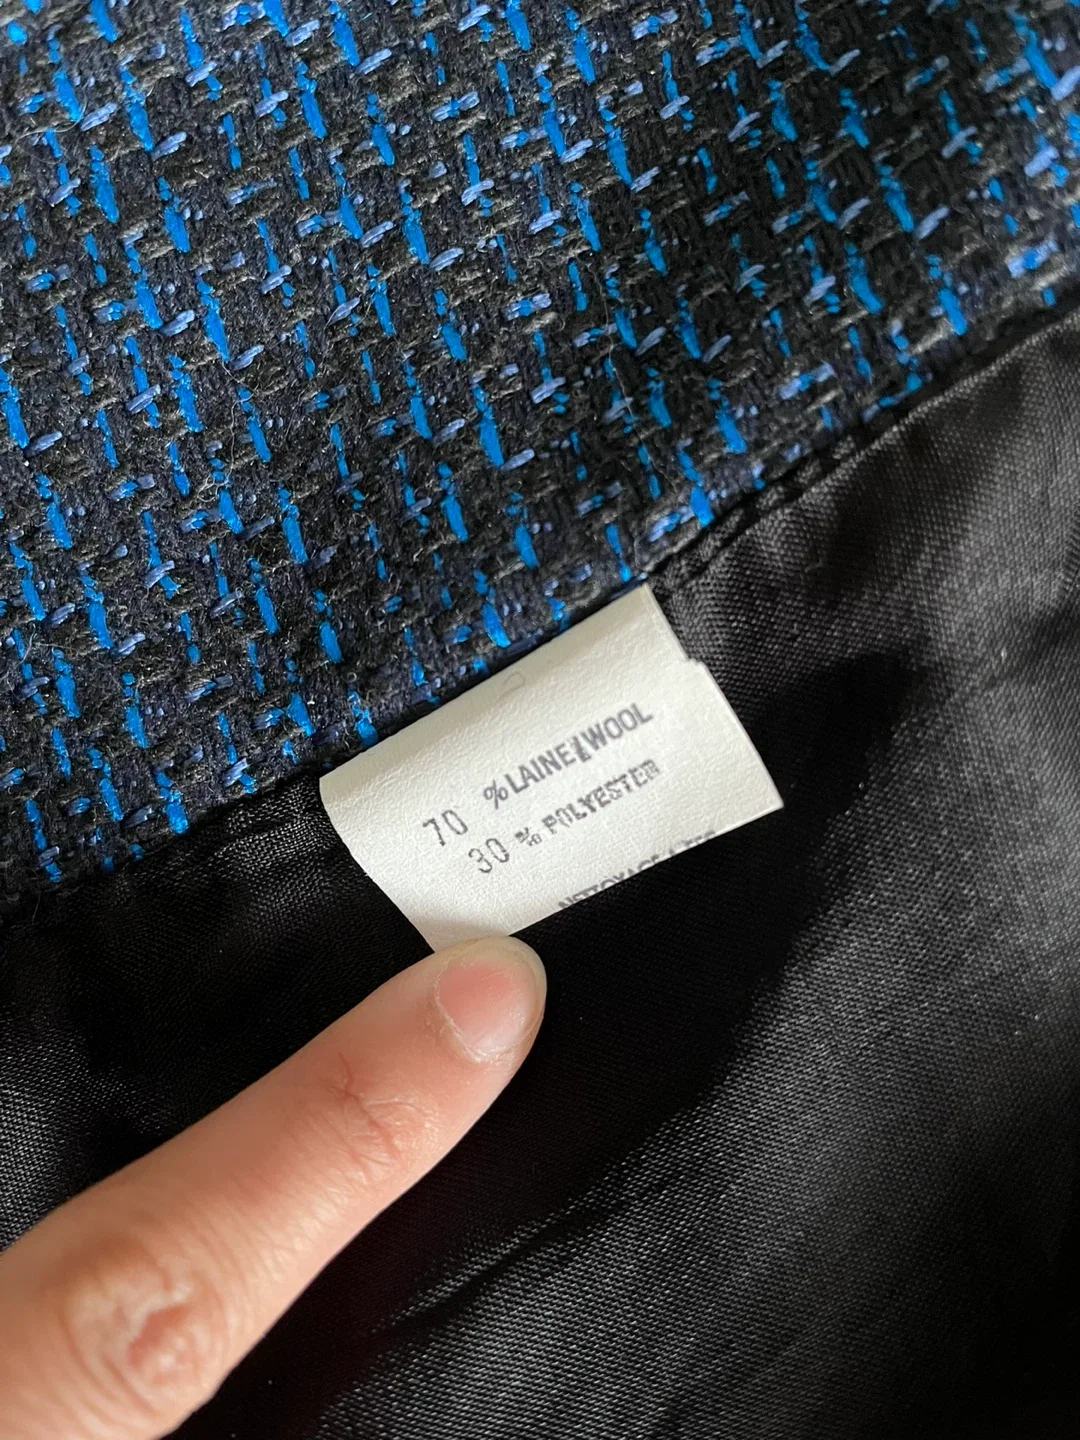 70 % LAINE/WOOL
30 % POLYESTER